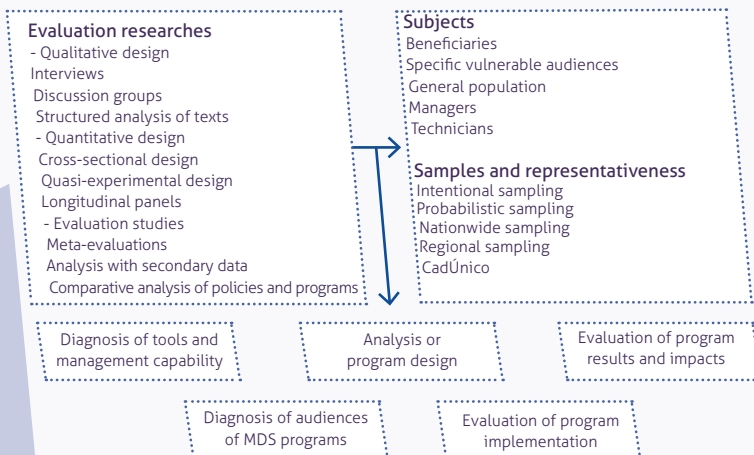 Evaluation researches
- Qualitative design
Interviews
Discussion groups
Structured analysis of texts
- Quantitative design
Cross-sectional design
Quasi-experimental design
Longitudinal panels
- Evaluation studies
Meta-evaluations
Analysis with secondary data
Comparative analysis of policies and programs
Subjects
Beneficiaries
Specific vulnerable audiences
General population
Managers
Technicians
Samples and representativeness
Intentional sampling
Probabilistic sampling
Nationwide sampling
Regional sampling
CadÚnico
Diagnosis of tools and
management capability
Analysis or
program design
Evaluation of program
results and impacts
Diagnosis of audiences
of MDS programs
Evaluation of program
implementation